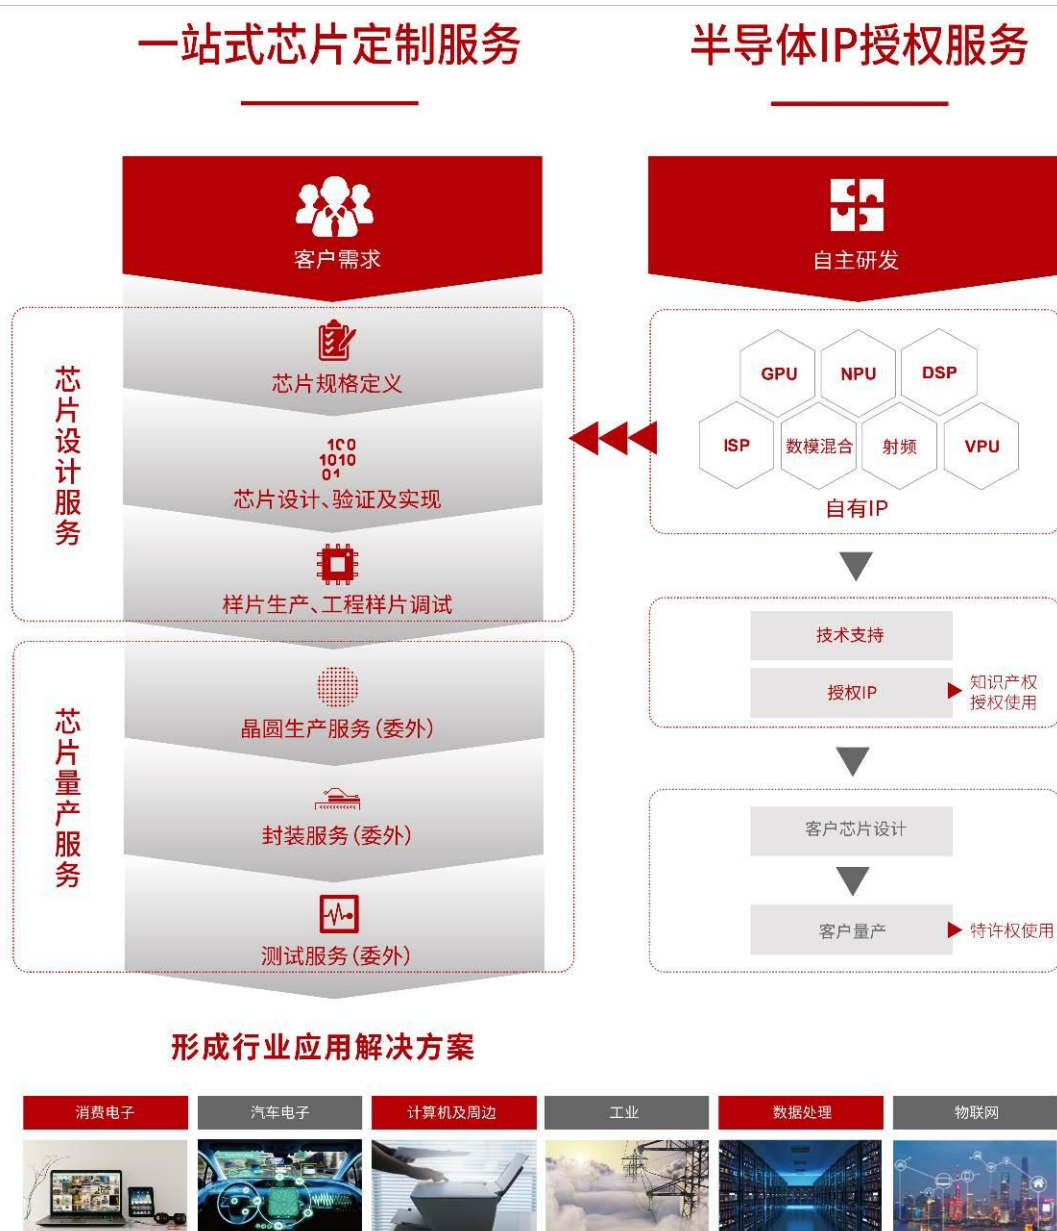 一站式芯片定制服务
半导体IP授权服务
客户需求
芯片设计服务
芯片规格定义
100
1010
01
芯片设计、验证及实现
样片生产、工程样片调试
芯片量产服务
晶圆生产服务(委外)
封装服务(委外)
测试服务(委外)
自主研发
GPU
NPU
DSP
ISP
数模混合
射频
VPU
自有IP
技术支持
授权IP
知识产权
授权使用
客户芯片设计
客户量产
特许权使用
形成行业应用解决方案
消费电子
汽车电子
计算机及周边
工业
数据处理
物联网